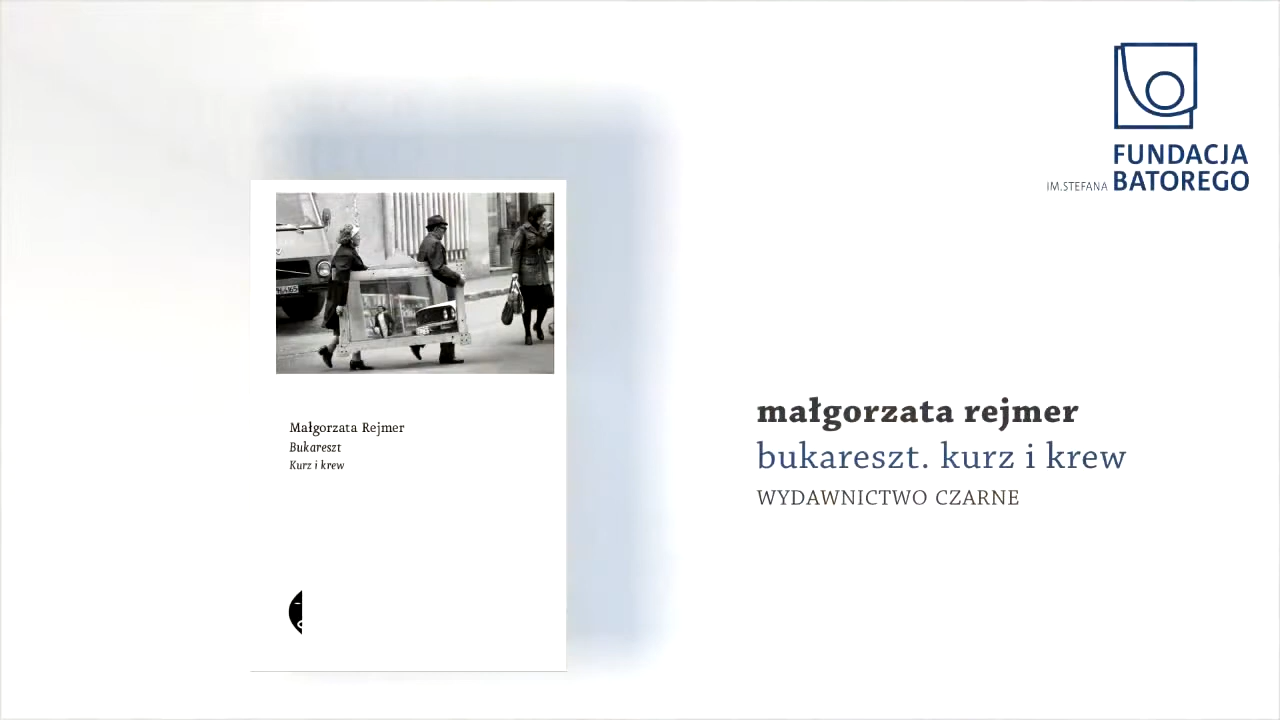 FUNDACJA
IM.STEFANA BATOREGO
Małgorzata Rejmer
Bukareszt
Kurz i krew
małgorzata rejmer
bukareszt. kurz i krew
WYDAWNICTWO CZARNE